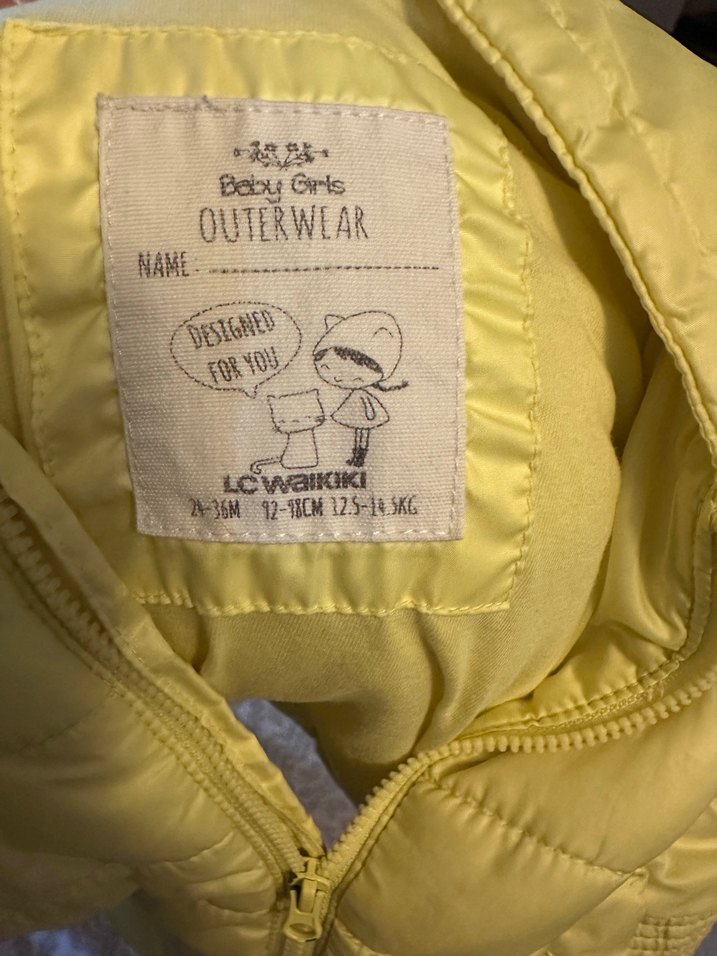 Baby Girls
OUTERWEAR
NAME
DESIGNED
FOR YOU
LC WAIKIKI
24-36M 92-98CM 12.5-14.5KG